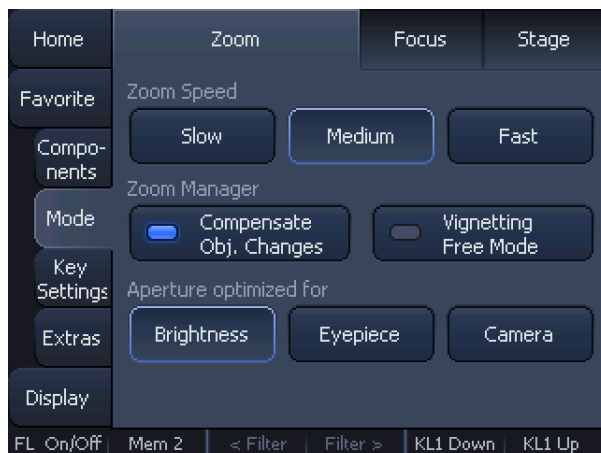 Home
Zoom
Focus
Stage
Favorite
Compo-
nents
Mode
Key
Settings
Extras
Display
Zoom Speed
Slow
Medium
Fast
Zoom Manager
Compensate
Obj. Changes
Vignetting
Free Mode
Aperture optimized for
Brightness
Eyepiece
Camera
FL On/Off
Mem 2
< Filter
Filter >
KL1 Down
KL1 Up